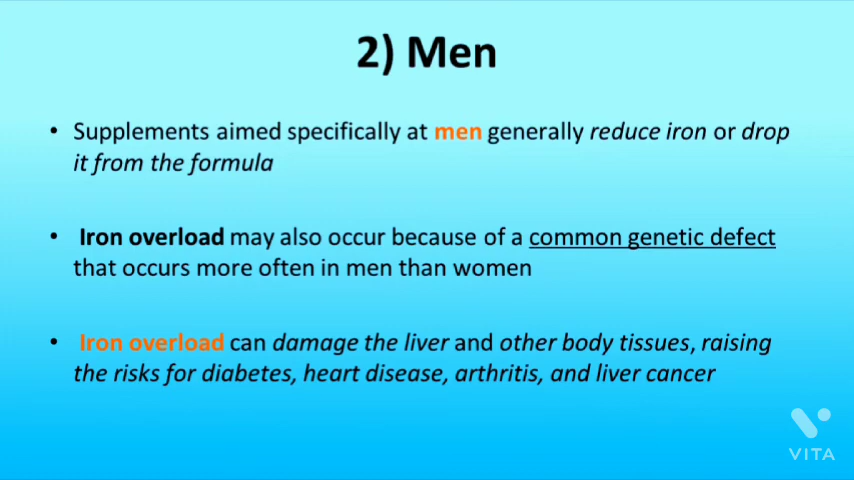 2) Men
• Supplements aimed specifically at men generally reduce iron or drop
it from the formula
• Iron overload may also occur because of a common genetic defect
that occurs more often in men than women
• Iron overload can damage the liver and other body tissues, raising
the risks for diabetes, heart disease, arthritis, and liver cancer
VITA